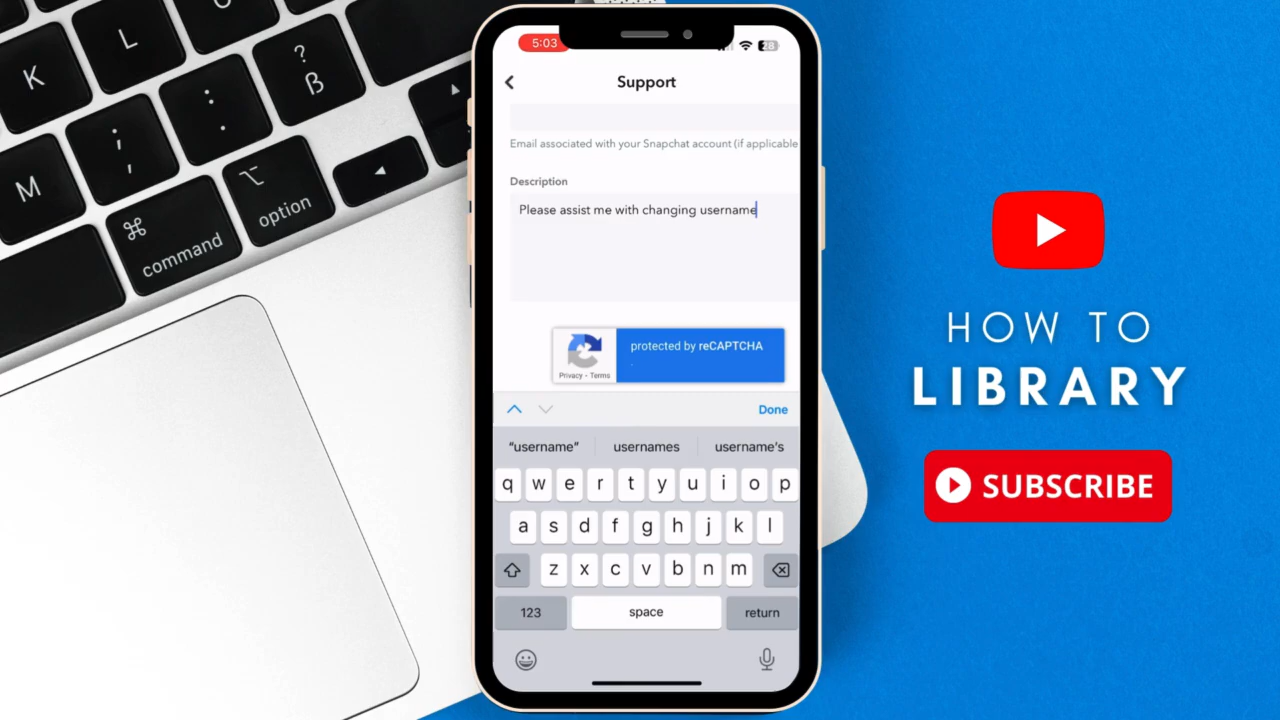 K
L
?
ß
:
.
;
,
M
⌘
command
⌥
option
5:03
28
Support
Email associated with your Snapchat account (if applicable
Description
Please assist me with changing username
protected by reCAPTCHA
Privacy - Terms
Done
“username” usernames username's
q w e r t y u i o p
a s d f g h j k l
z x c v b n m
123 space return
HOW TO
LIBRARY
SUBSCRIBE